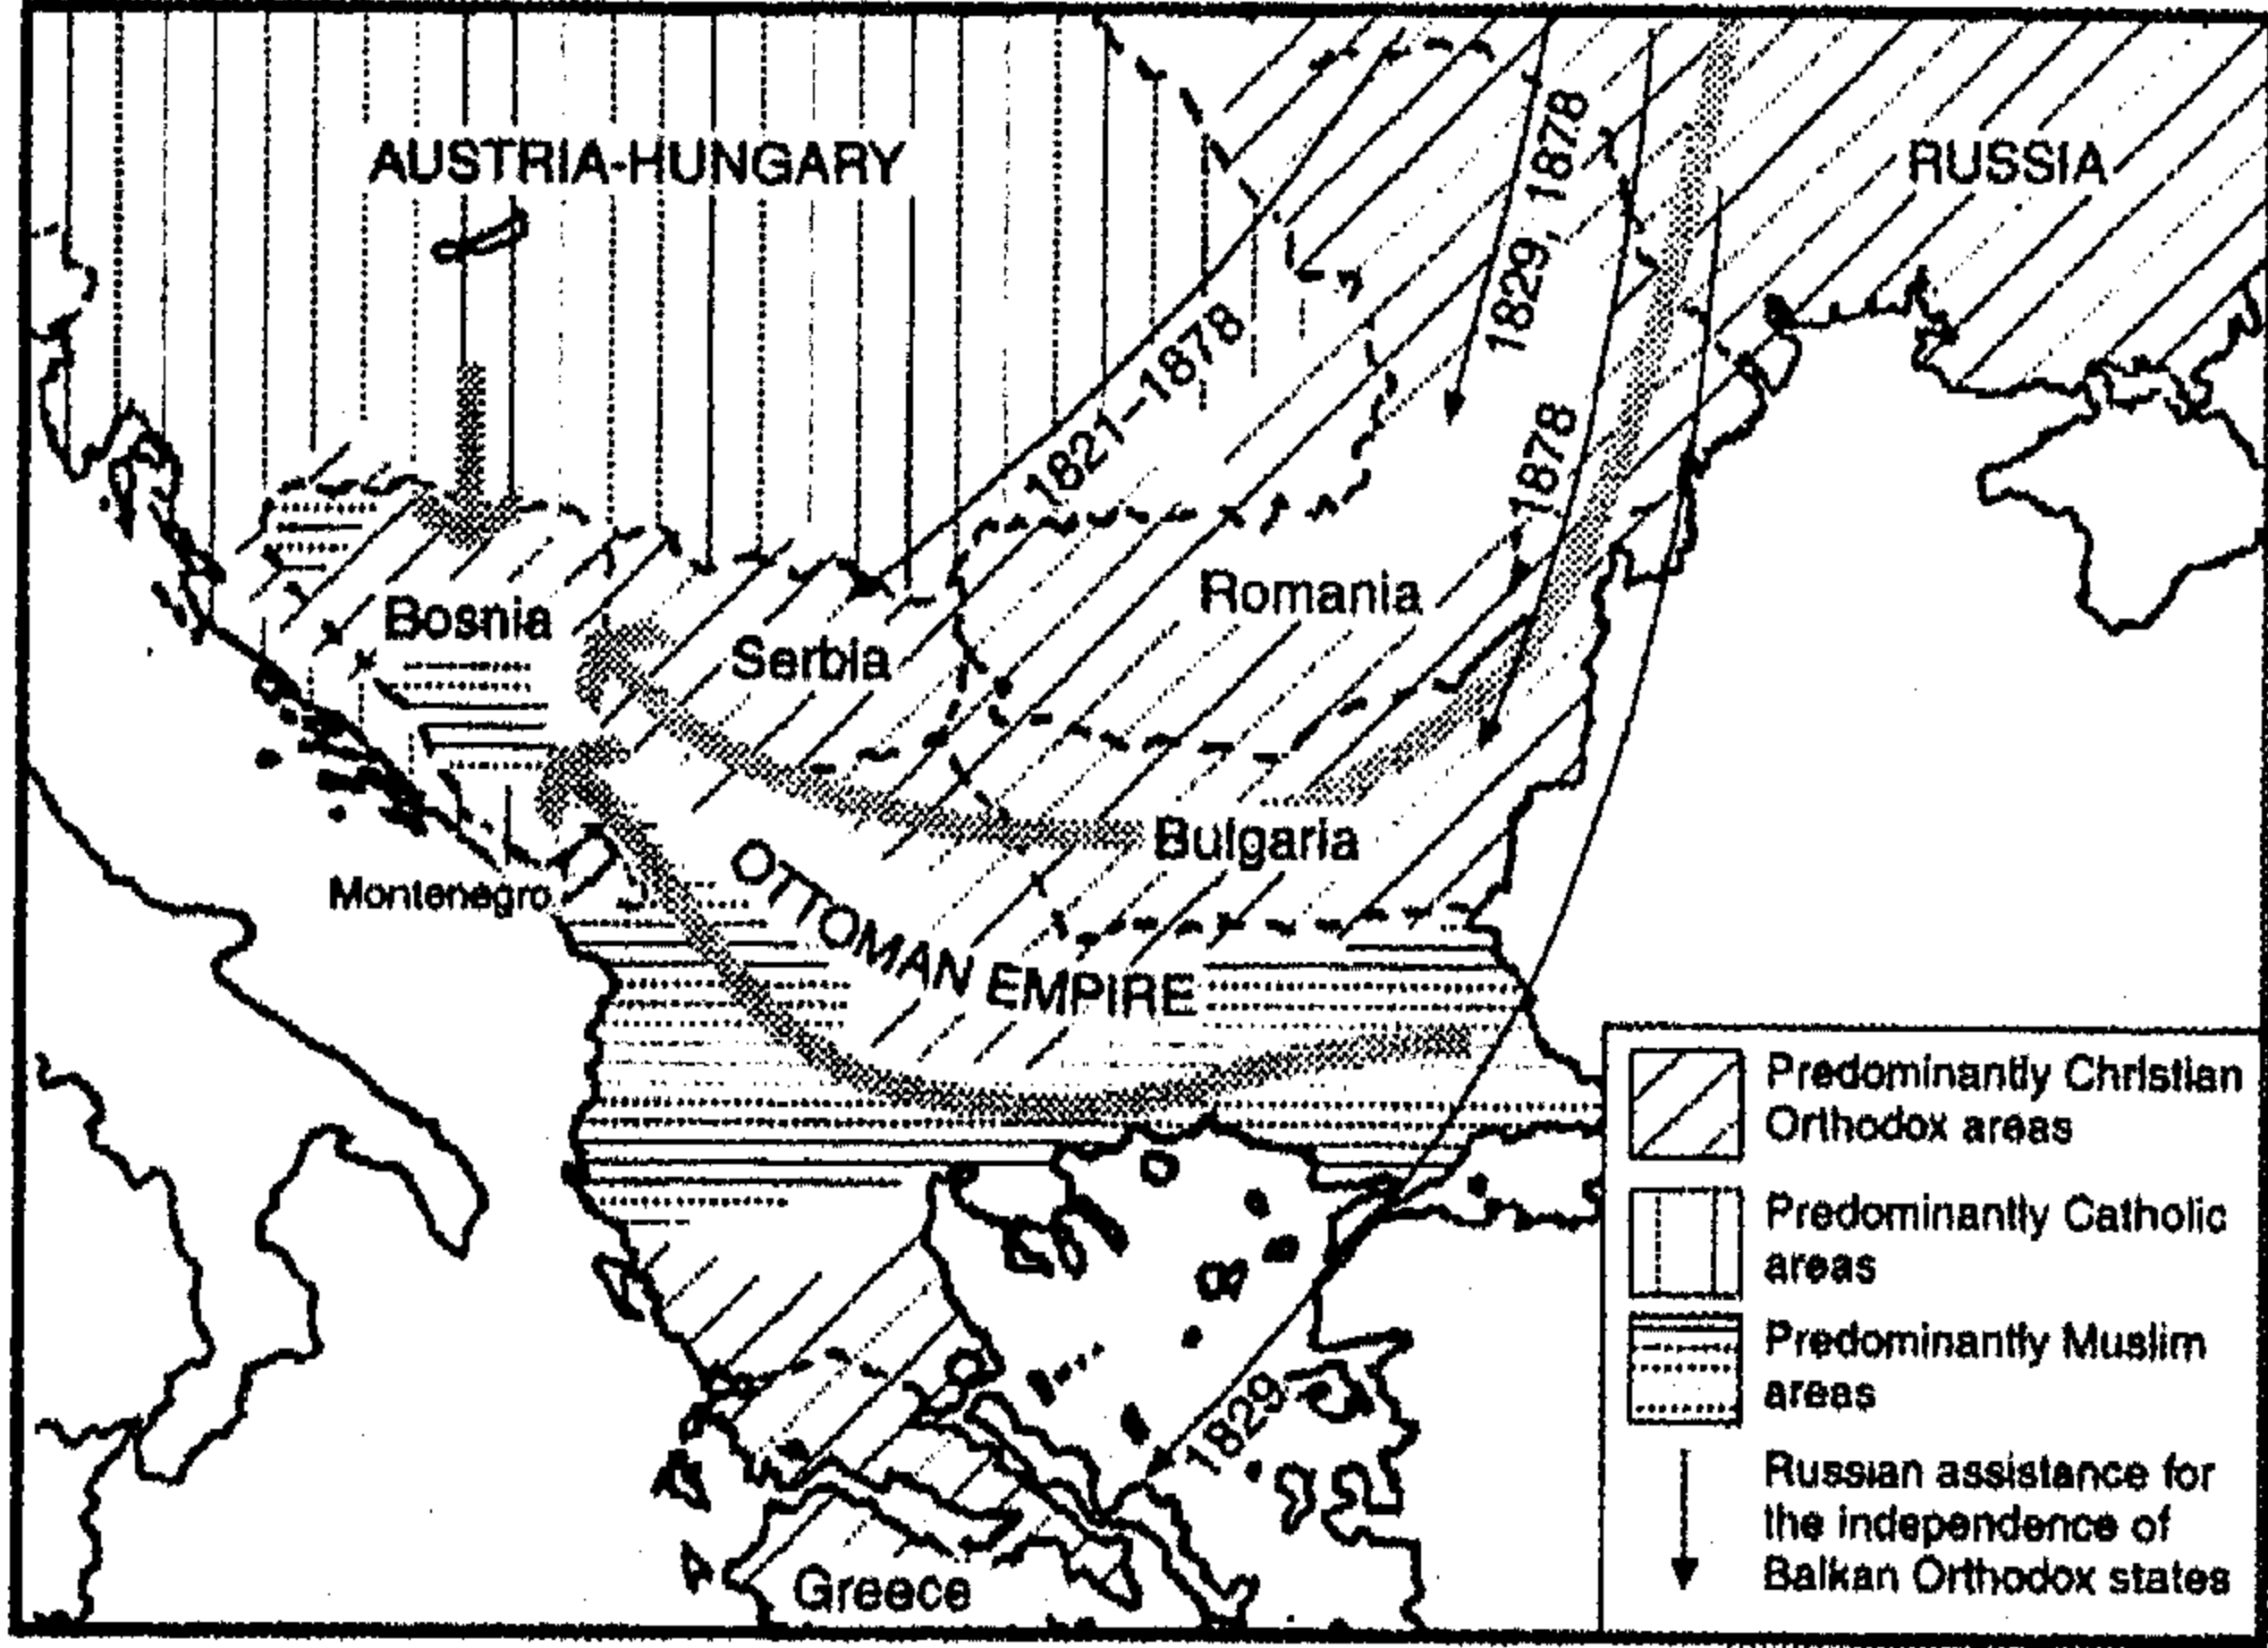 AUSTRIA-HUNGARY
RUSSIA
1821–1878
1829, 1878
1878
Bosnia
Serbia
Romania
Montenegro
OTTOMAN EMPIRE
Bulgaria
1829
Greece
Predominantly Christian
Orthodox areas
Predominantly Catholic
areas
Predominantly Muslim
areas
Russian assistance for
the independence of
Balkan Orthodox states